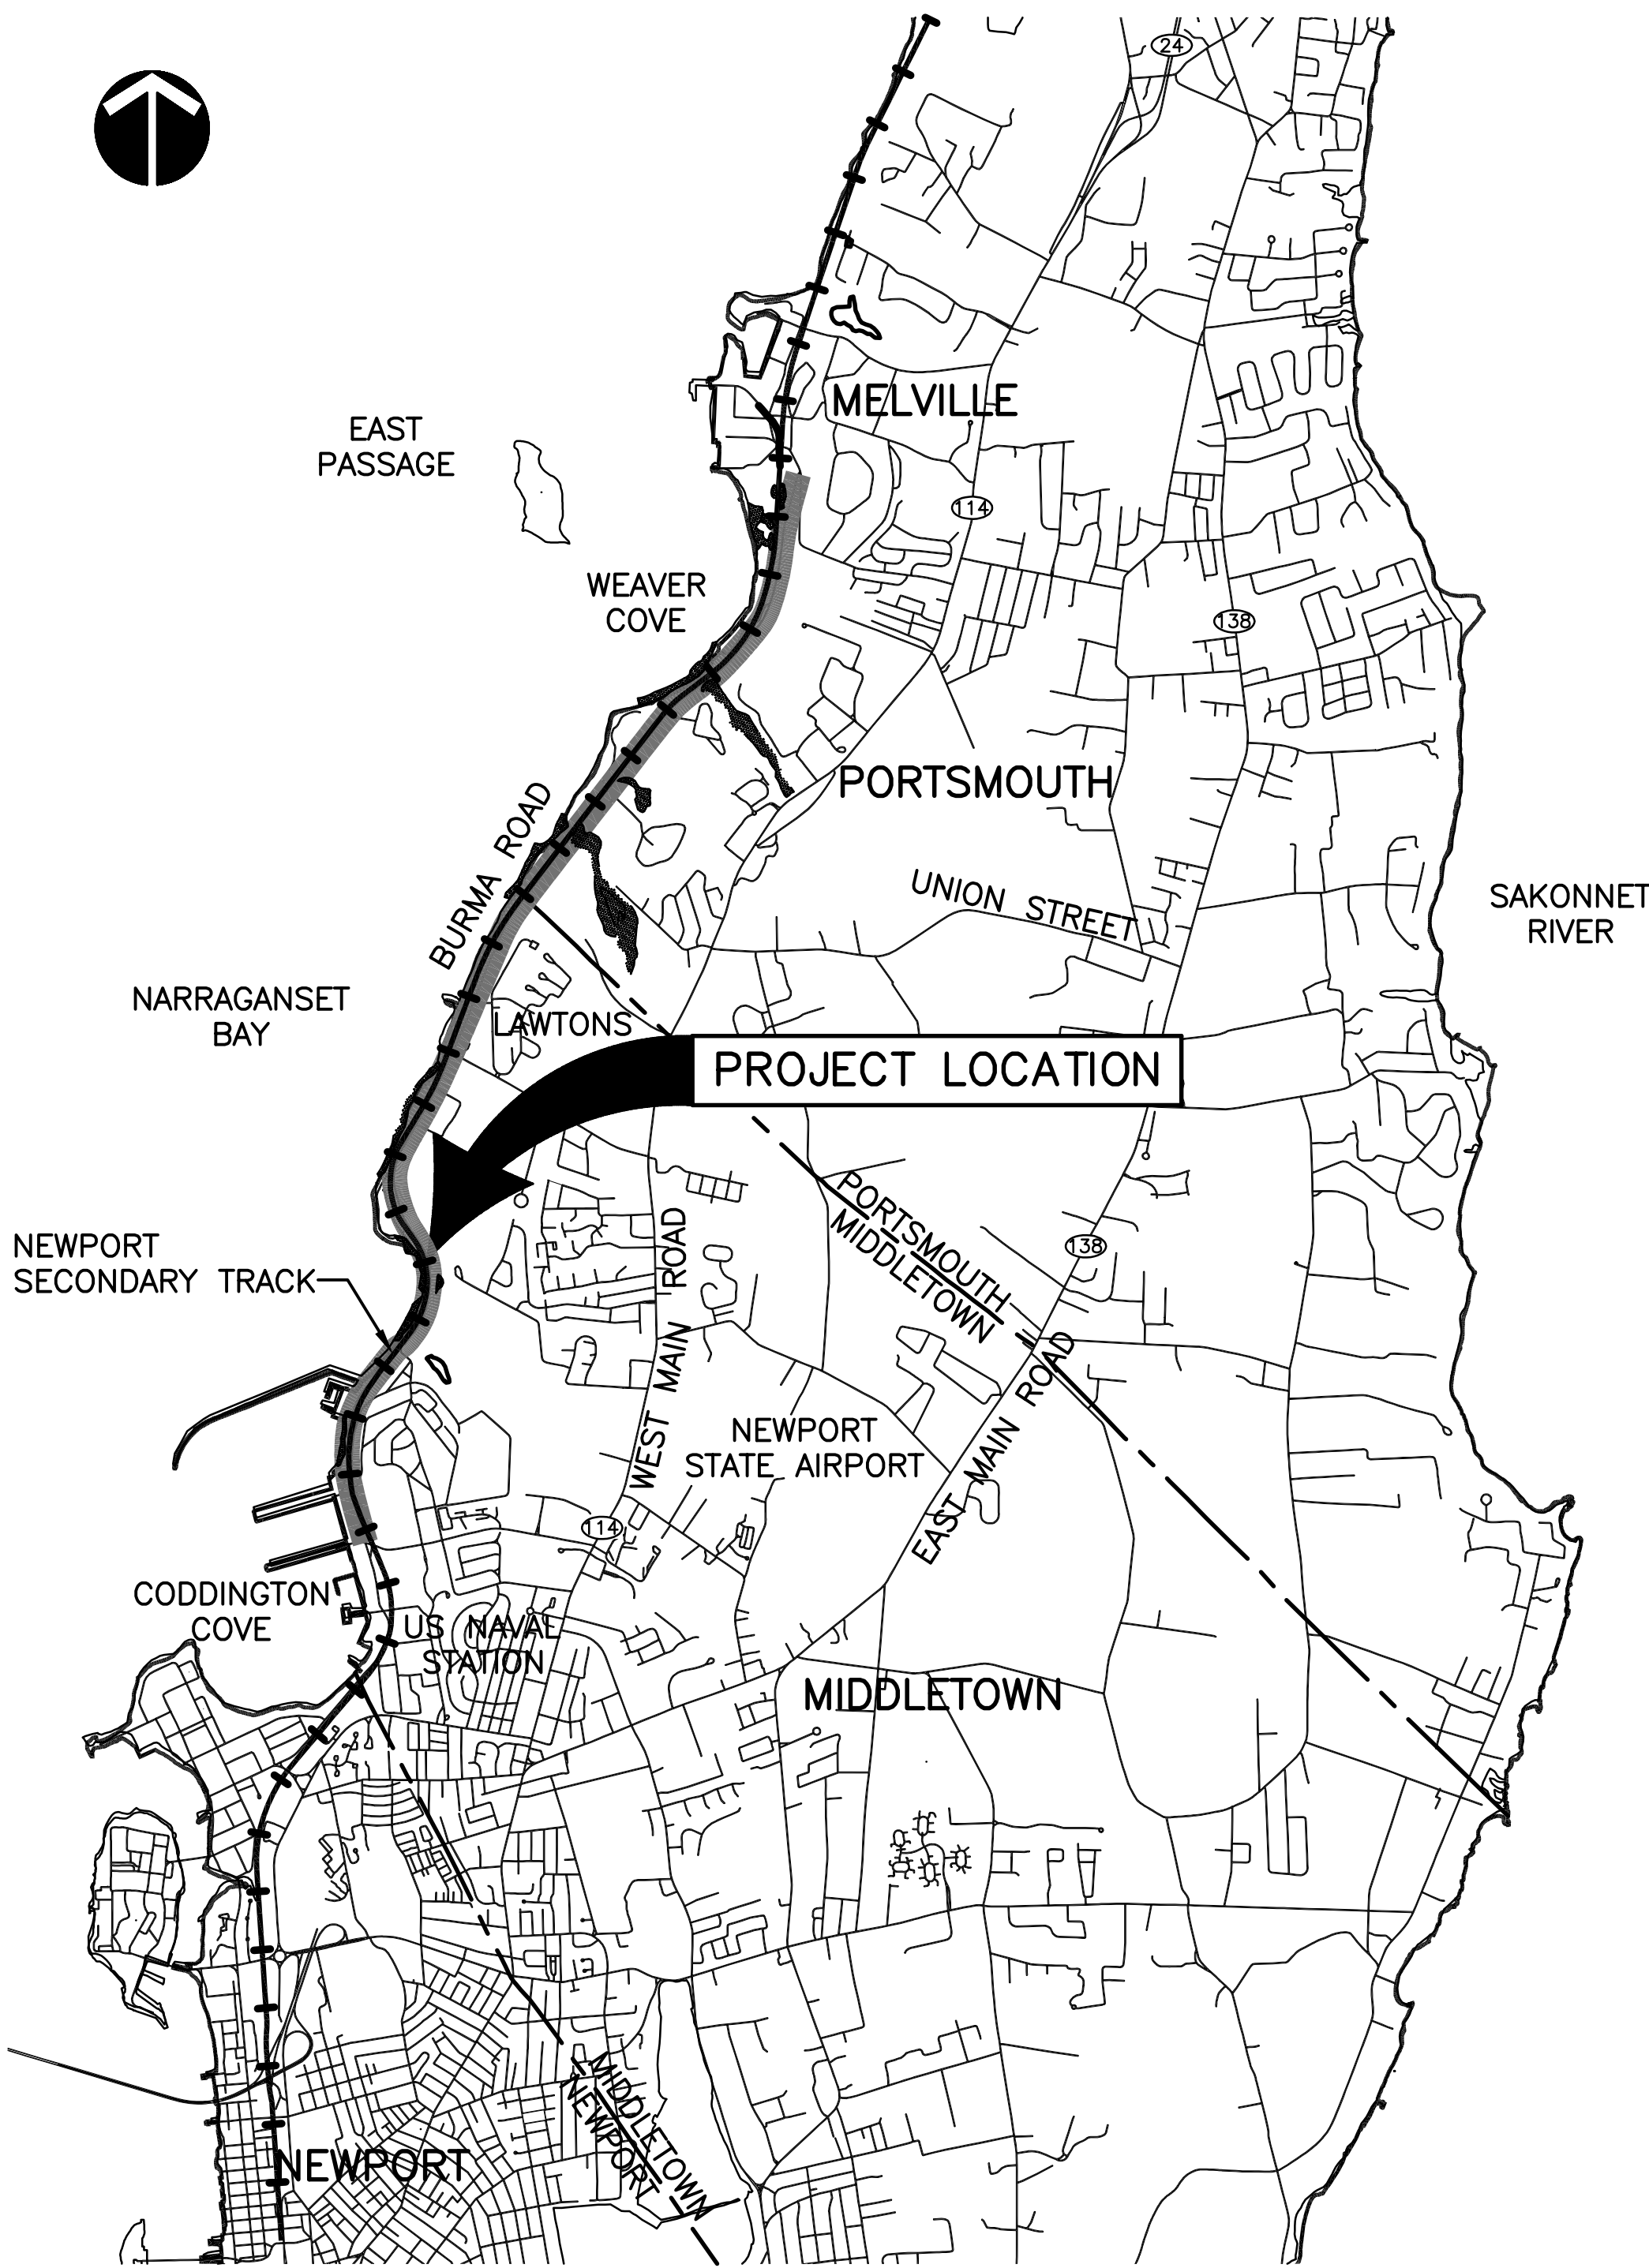 24
MELVILLE
EAST
PASSAGE
114
WEAVER
COVE
138
PORTSMOUTH
BURMA ROAD
UNION STREET
SAKONNET
RIVER
NARRAGANSET
BAY
LAWTONS
PROJECT LOCATION
PORTSMOUTH
MIDDLETOWN
138
NEWPORT
SECONDARY TRACK
WEST MAIN ROAD
EAST MAIN ROAD
NEWPORT
STATE AIRPORT
114
CODDINGTON
COVE
US NAVAL
STATION
MIDDLETOWN
MIDDLETOWN
NEWPORT
NEWPORT